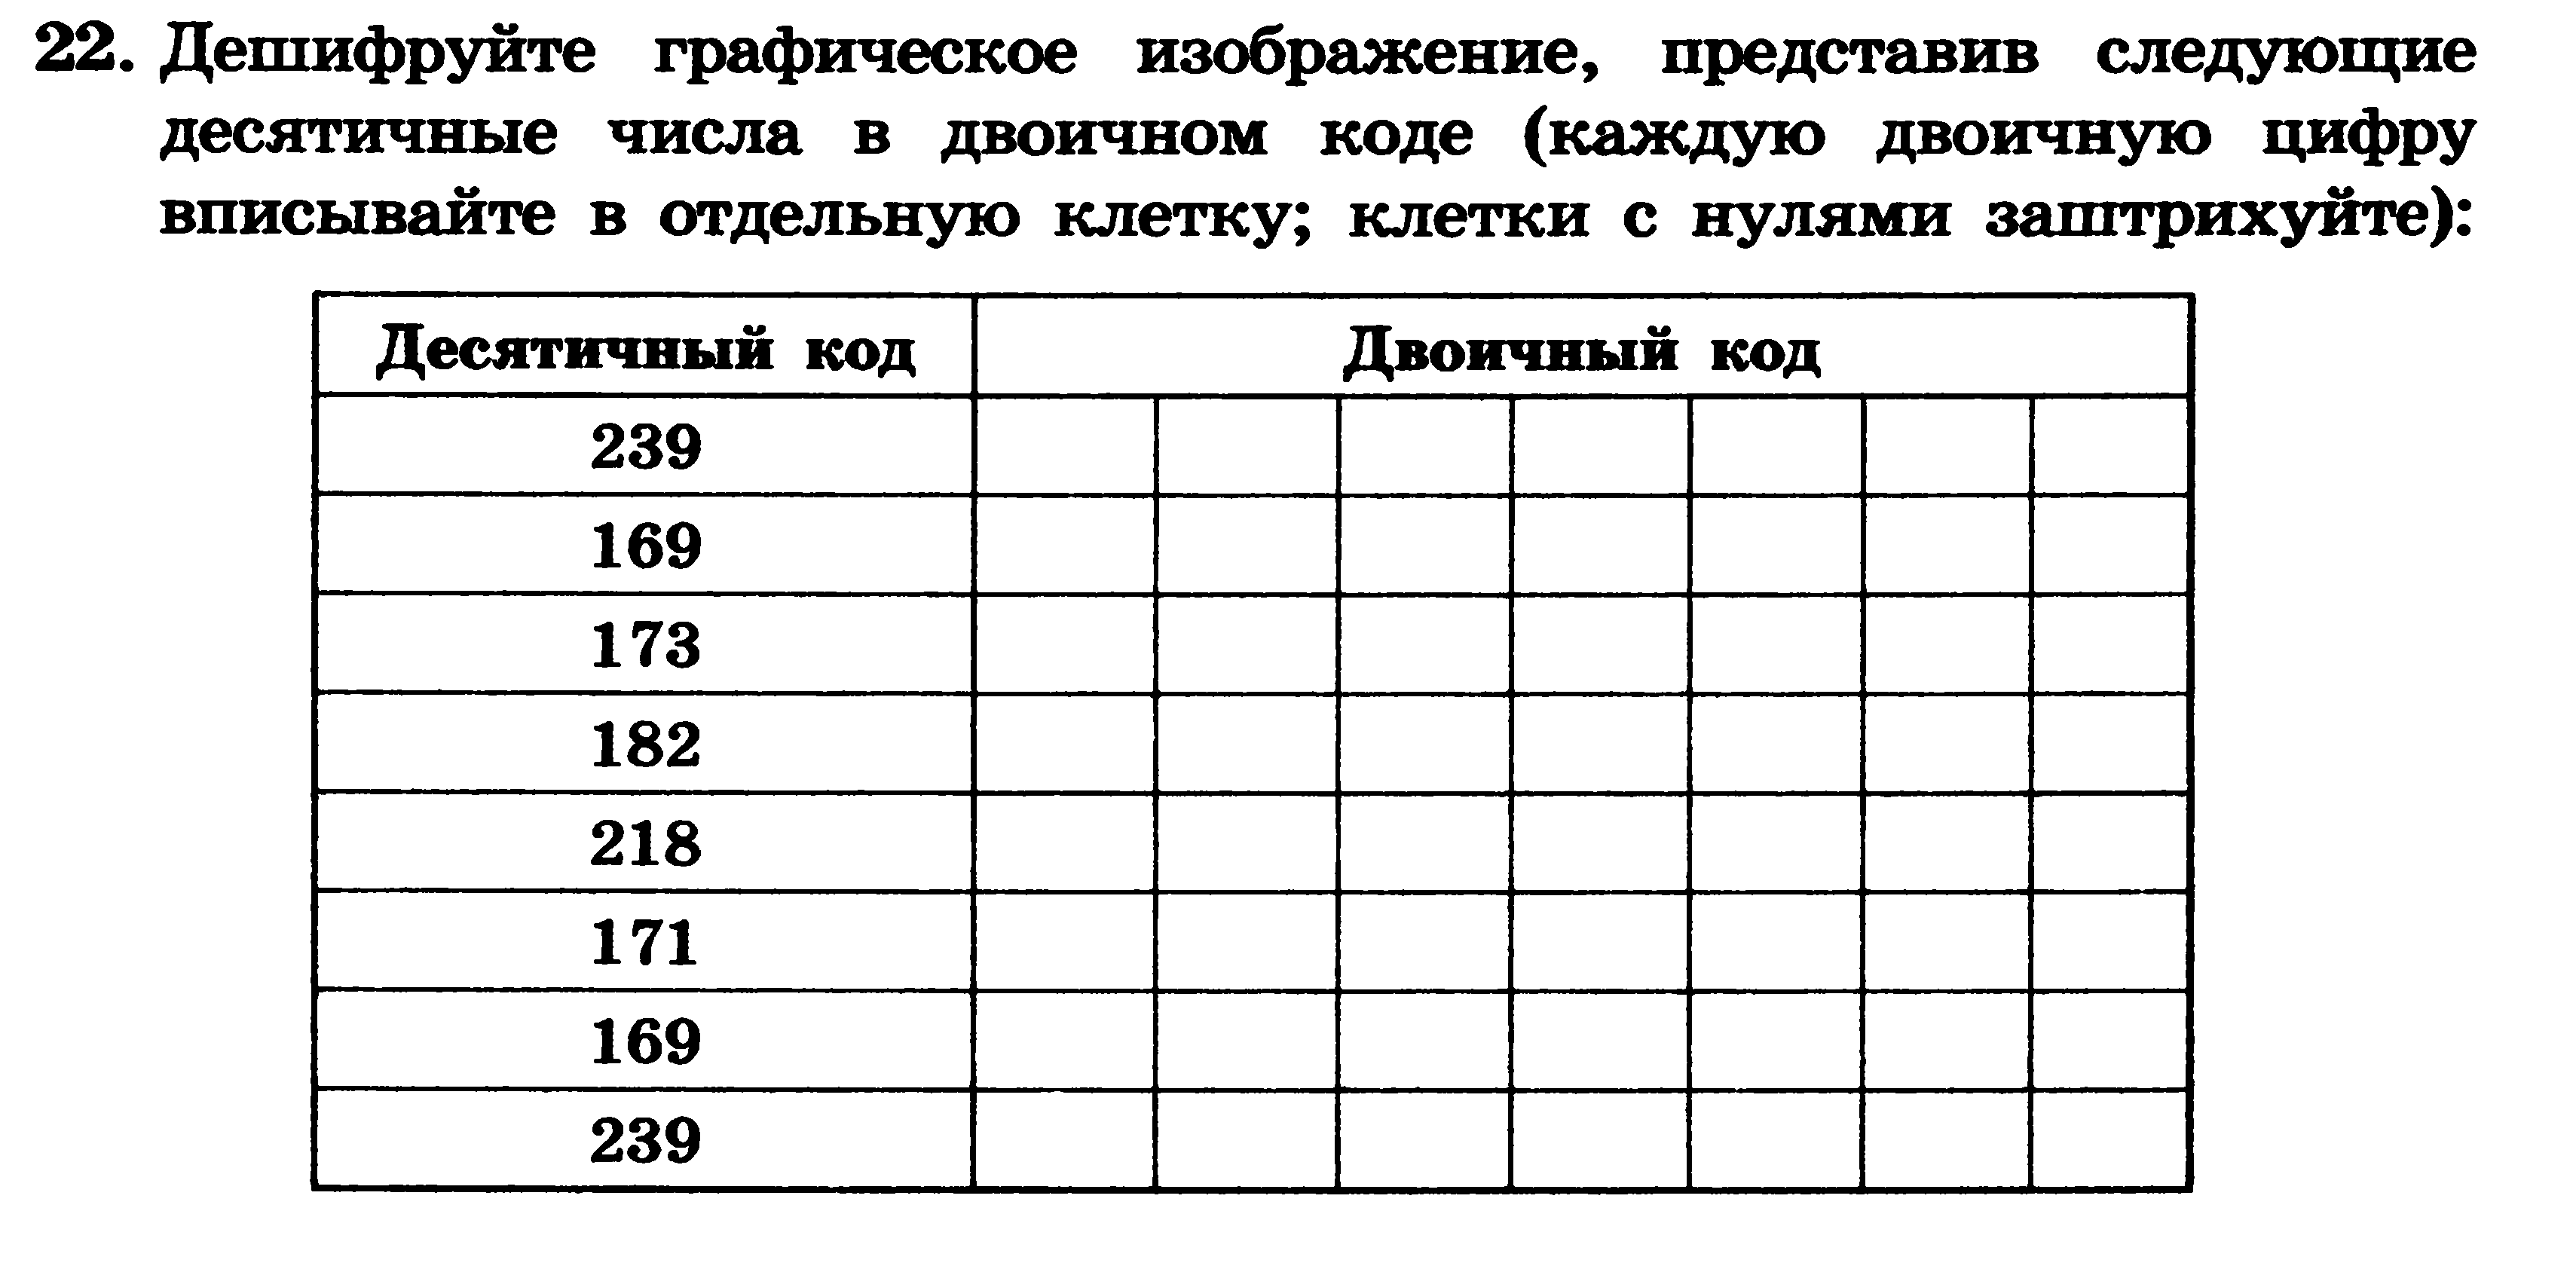 22. Дешифруйте графическое изображение, представив следующие
десятичные числа в двоичном коде (каждую двоичную цифру
вписывайте в отдельную клетку; клетки с нулями заштрихуйте):
Десятичный код Двоичный код
239
169
173
182
218
171
169
239